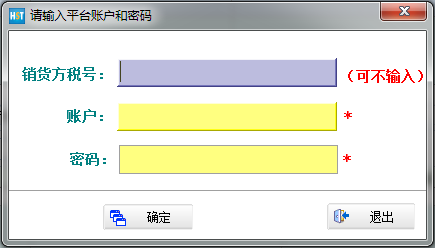 HIT 请输入平台账户和密码
销货方税号： （可不输入）
账户： *
密码： *
确定 退出